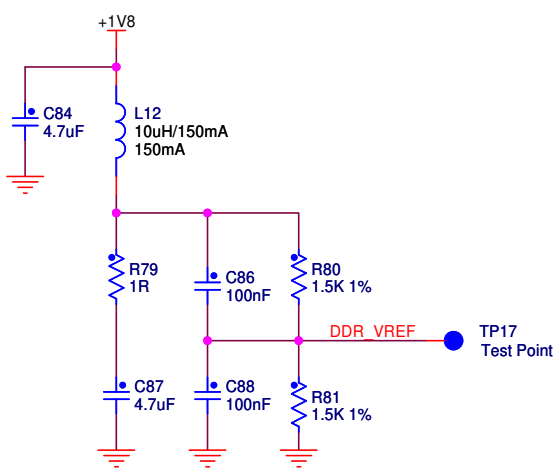 +1V8
C84
4.7uF
L12
10uH/150mA
150mA
R79
1R
C86
100nF
R80
1.5K 1%
DDR_VREF
TP17
Test Point
C87
4.7uF
C88
100nF
R81
1.5K 1%